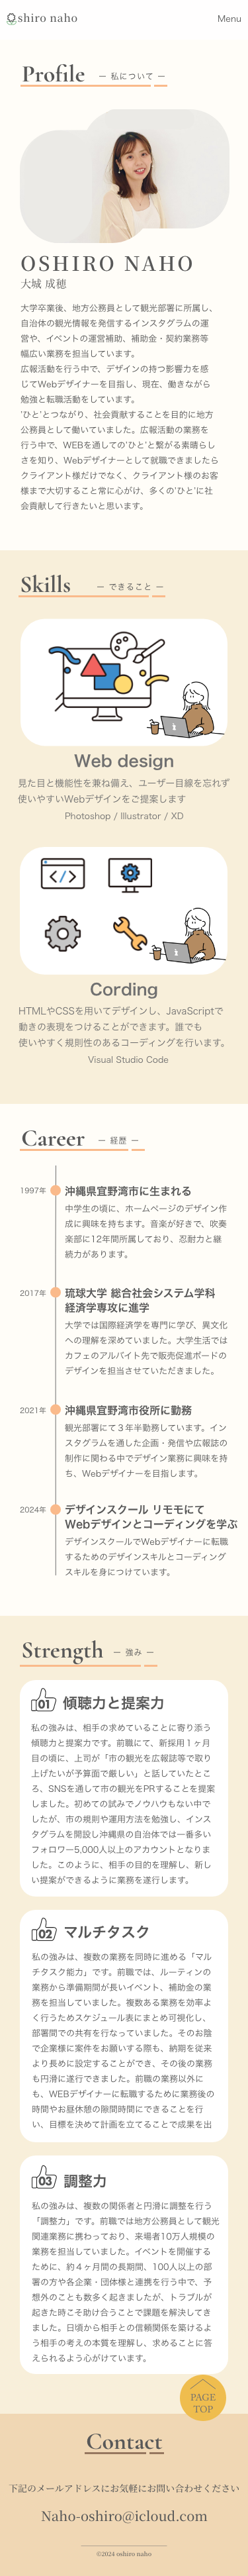 oshiro naho
Menu
Profile
ー 私について ー
OSHIRO NAHO
大城 成穂
大学卒業後、地方公務員として観光部署に所属し、
自治体の観光情報を発信するインスタグラムの運
営や、イベントの運営補助、補助金・契約業務等
幅広い業務を担当しています。
広報活動を行う中で、デザインの持つ影響力を感
じてWebデザイナーを目指し、現在、働きながら
勉強と転職活動をしています。
'ひと'とつながり、社会貢献することを目的に地方
公務員として働いていました。広報活動の業務を
行う中で、WEBを通しての'ひと'と繋がる素晴らし
さを知り、Webデザイナーとして就職できましたら
クライアント様だけでなく、クライアント様のお客
様まで大切すること常に心がけ、多くの'ひと'に社
会貢献して行きたいと思います。
Skills
ー できること ー
Web design
見た目と機能性を兼ね備え、ユーザー目線を忘れず
使いやすいWebデザインをご提案します
Photoshop / Illustrator / XD
Cording
HTMLやCSSを用いてデザインし、JavaScriptで
動きの表現をつけることができます。誰でも
使いやすく規則性のあるコーディングを行います。
Visual Studio Code
Career
ー 経歴 ー
1997年
沖縄県宜野湾市に生まれる
中学生の頃に、ホームページのデザイン作
成に興味を持ちます。音楽が好きで、吹奏
楽部に12年間所属しており、忍耐力と継
続力があります。
2017年
琉球大学 総合社会システム学科
経済学専攻に進学
大学では国際経済学を専門に学び、異文化
への理解を深めていました。大学生活では
カフェのアルバイト先で販売促進ボードの
デザインを担当させていただきました。
2021年
沖縄県宜野湾市役所に勤務
観光部署にて３年半勤務しています。イン
スタグラムを通した企画・発信や広報誌の
制作に関わる中でデザイン業務に興味を持
ち、Webデザイナーを目指します。
2024年
デザインスクール リモモにて
Webデザインとコーディングを学ぶ
デザインスクールでWebデザイナーに転職
するためのデザインスキルとコーディング
スキルを身につけています。
Strength
ー 強み ー
01
傾聴力と提案力
私の強みは、相手の求めていることに寄り添う
傾聴力と提案力です。前職にて、新採用１ヶ月
目の頃に、上司が「市の観光を広報誌等で取り
上げたいが予算面で厳しい」と話していたとこ
ろ、SNSを通して市の観光をPRすることを提案
しました。初めての試みでノウハウもない中で
したが、市の規則や運用方法を勉強し、インス
タグラムを開設し沖縄県の自治体では一番多い
フォロワー5,000人以上のアカウントとなりま
した。このように、相手の目的を理解し、新し
い提案ができるように業務を遂行します。
02
マルチタスク
私の強みは、複数の業務を同時に進める「マル
チタスク能力」です。前職では、ルーティンの
業務から準備期間が長いイベント、補助金の業
務を担当していました。複数ある業務を効率よ
く行うためスケジュール表にまとめ可視化し、
部署間での共有を行なっていました。そのお陰
で企業様に案件をお願いする際も、納期を従来
より長めに設定することができ、その後の業務
も円滑に遂行できました。前職の業務以外に
も、WEBデザイナーに転職するために業務後の
時間やお昼休憩の隙間時間にできることを行
い、目標を決めて計画を立てることで成果を出
03
調整力
私の強みは、複数の関係者と円滑に調整を行う
「調整力」です。前職では地方公務員として観光
関連業務に携わっており、来場者10万人規模の
業務を担当していました。イベントを開催する
ために、約４ヶ月間の長期間、100人以上の部
署の方や各企業・団体様と連携を行う中で、予
想外のことも数多く起きましたが、トラブルが
起きた時こそ助け合うことで課題を解決してき
ました。日頃から相手との信頼関係を築けるよ
う相手の考えの本質を理解し、求めることに答
えられるよう心がけています。
PAGE
TOP
Contact
下記のメールアドレスにお気軽にお問い合わせください
Naho-oshiro@icloud.com
©2024 oshiro naho